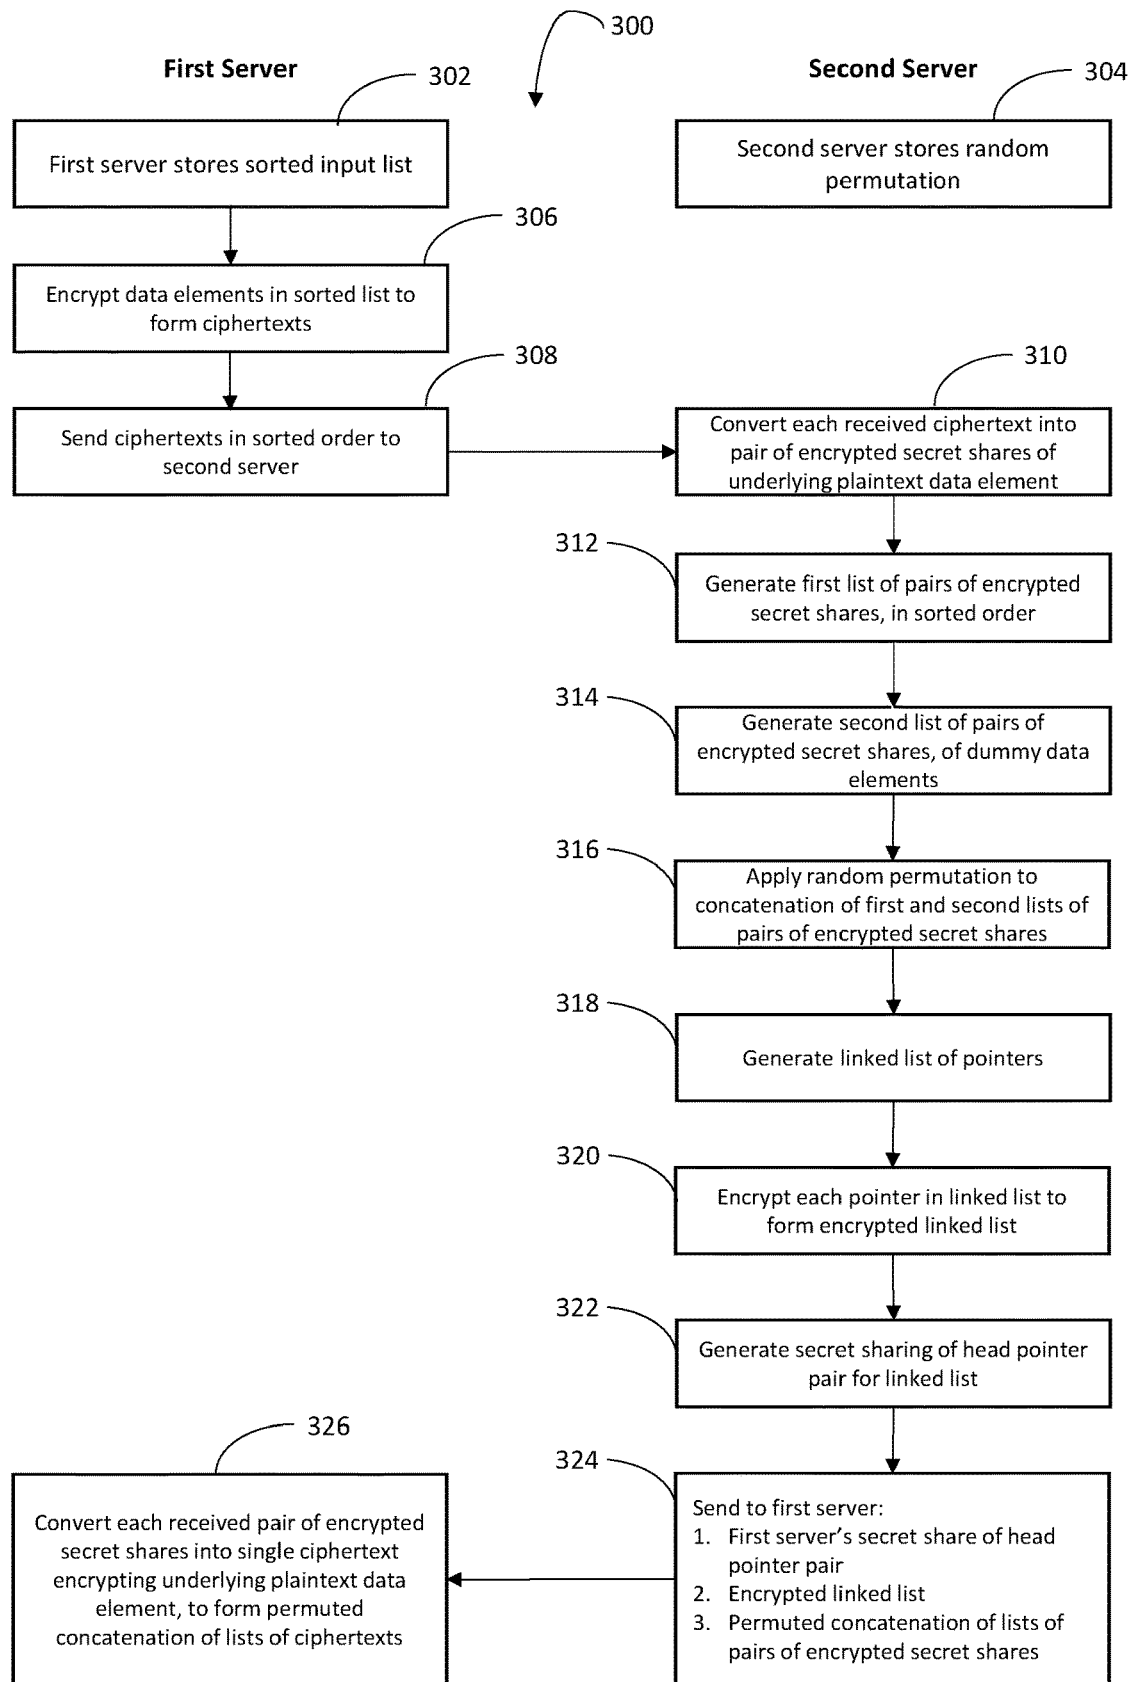 300
First Server
Second Server
302
304
First server stores sorted input list
Second server stores random
permutation
306
Encrypt data elements in sorted list to
form ciphertexts
308
310
Send ciphertexts in sorted order to
second server
Convert each received ciphertext into
pair of encrypted secret shares of
underlying plaintext data element
312
Generate first list of pairs of encrypted
secret shares, in sorted order
314
Generate second list of pairs of
encrypted secret shares, of dummy data
elements
316
Apply random permutation to
concatenation of first and second lists of
pairs of encrypted secret shares
318
Generate linked list of pointers
320
Encrypt each pointer in linked list to
form encrypted linked list
322
Generate secret sharing of head pointer
pair for linked list
326
324
Convert each received pair of encrypted
secret shares into single ciphertext
encrypting underlying plaintext data
element, to form permuted
concatenation of lists of ciphertexts
Send to first server:
1. First server's secret share of head
pointer pair
2. Encrypted linked list
3. Permuted concatenation of lists of
pairs of encrypted secret shares